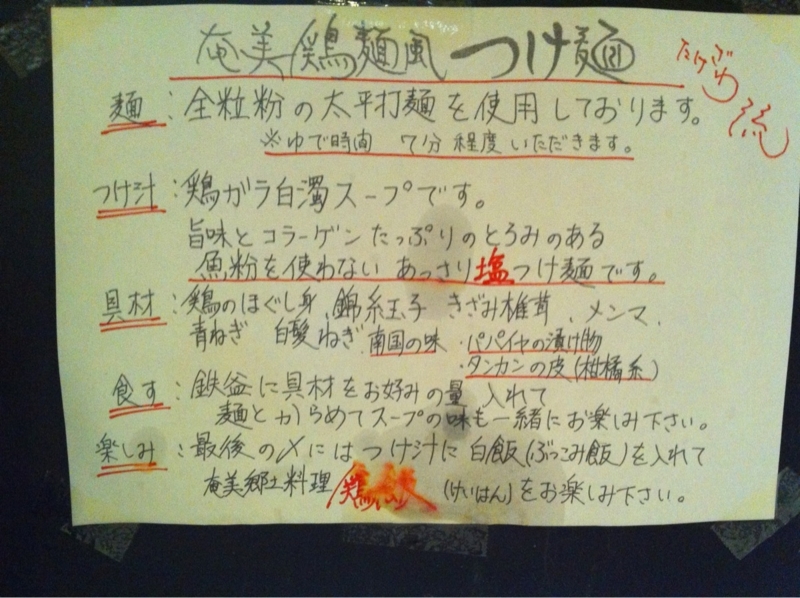 奄美鶏麺風つけ麺
たけざわ流
麺：全粒粉の太平打麺を使用しております。
※ゆで時間 7分程度いただきます。
つけ汁：鶏ガラ白濁スープです。
旨味とコラーゲンたっぷりのとろみのある
魚粉を使わない あっさり塩つけ麺です。
具材：鶏のほぐし身、錦糸玉子 きざみ椎茸、メンマ、
青ねぎ 白髪ねぎ 南国の味 ・パパイヤの漬け物
・タンカンの皮(柑橘系)
食す：鉄釜に具材をお好みの量 入れて
麺とからめてスープの味も一緒にお楽しみ下さい。
楽しみ：最後の〆にはつけ汁に白飯(ぶっこみ飯)を入れて
奄美郷土料理 鶏飯 (けいはん)をお楽しみ下さい。